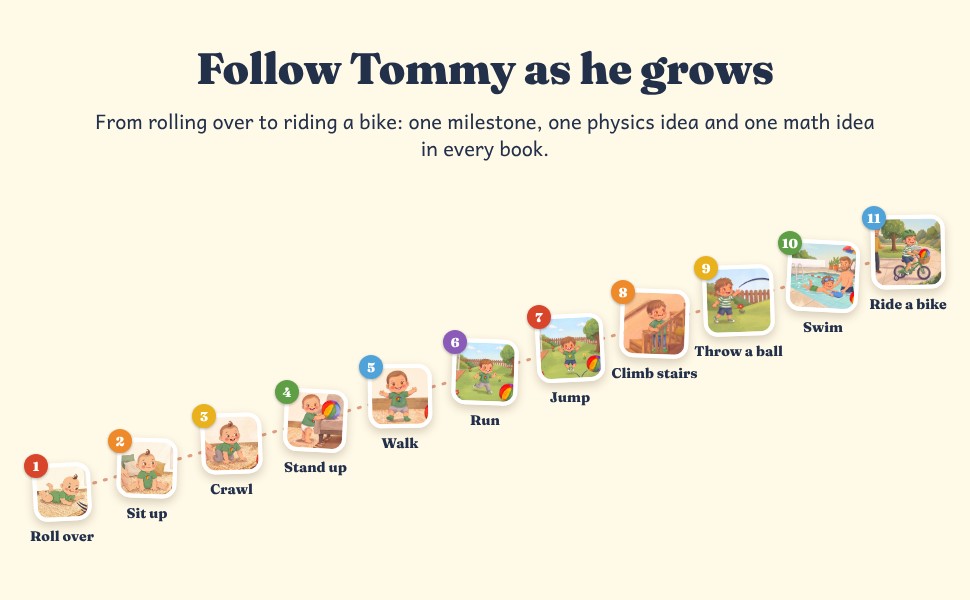 Follow Tommy as he grows
From rolling over to riding a bike: one milestone, one physics idea and one math idea
in every book.
1
Roll over
2
Sit up
3
Crawl
4
Stand up
5
Walk
6
Run
7
Jump
8
Climb stairs
9
Throw a ball
10
Swim
11
Ride a bike